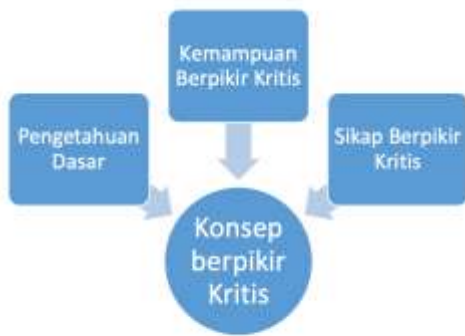 Kemampuan
Berpikir Kritis
Pengetahuan
Dasar
Sikap Berpikir
Kritis
Konsep
berpikir
Kritis